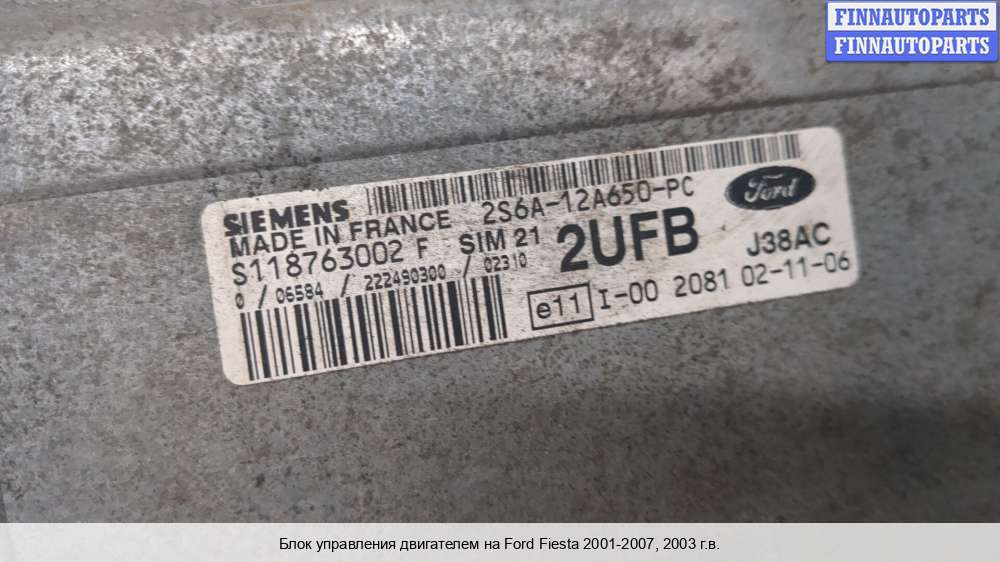 FINNAUTOPARTS
FINNAUTOPARTS
SIEMENS 2S6A-12A650-PC Ford
MADE IN FRANCE
S118763002 F SIM 21 2UFB J38AC
0 / 06584 / 222490300 / 02310
e11 I-00 2081 02-11-06
Блок управления двигателем на Ford Fiesta 2001-2007, 2003 г.в.